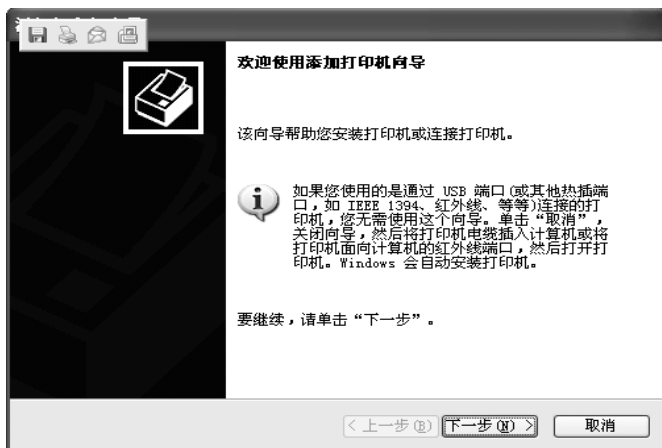 欢迎使用添加打印机向导
该向导帮助您安装打印机或连接打印机。
如果您使用的是通过 USB 端口(或其他热插端
口，如 IEEE 1394、红外线、等等)连接的打
印机，您无需使用这个向导。单击“取消”，
关闭向导，然后将打印机电缆插入计算机或将
打印机面向计算机的红外线端口，然后打开打
印机。Windows 会自动安装打印机。
要继续，请单击“下一步”。
< 上一步(B) 下一步(N) > 取消